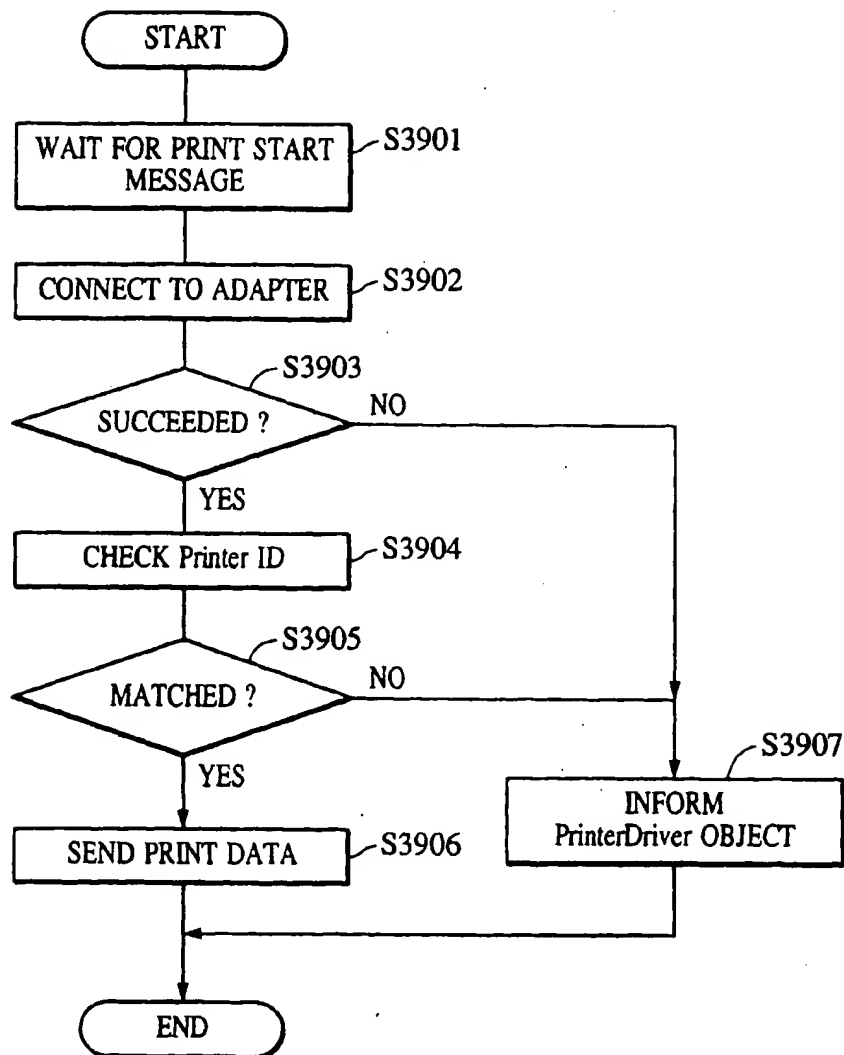 START
WAIT FOR PRINT START
MESSAGE
S3901
CONNECT TO ADAPTER
S3902
S3903
SUCCEEDED ?
NO
YES
CHECK Printer ID
S3904
S3905
MATCHED ?
NO
YES
S3907
INFORM
PrinterDriver OBJECT
SEND PRINT DATA
S3906
END